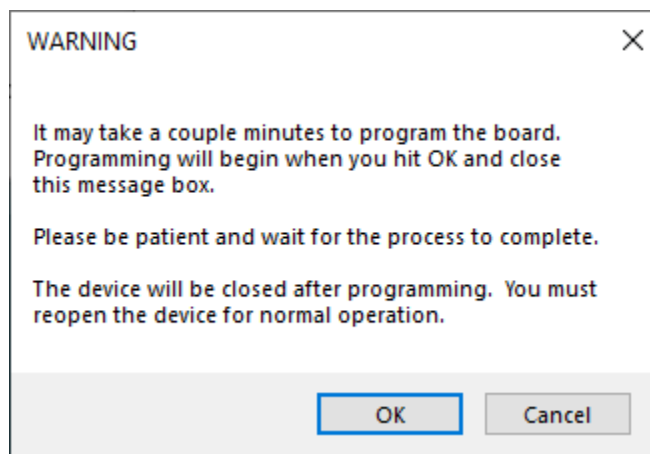 WARNING
It may take a couple minutes to program the board.
Programming will begin when you hit OK and close
this message box.
Please be patient and wait for the process to complete.
The device will be closed after programming.  You must
reopen the device for normal operation.
OK
Cancel